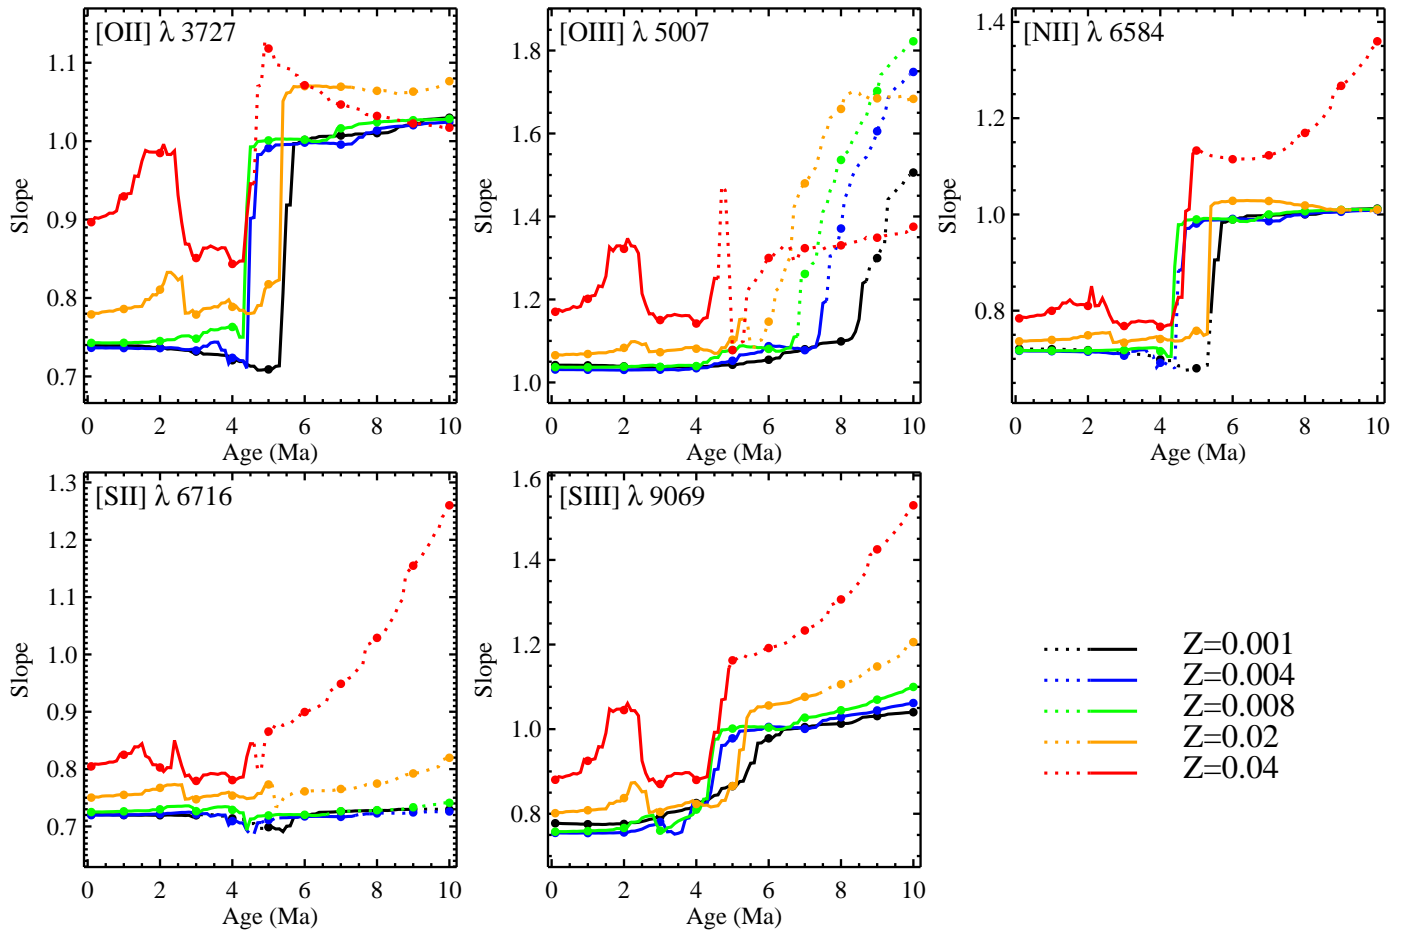 [OII] λ 3727
Slope
1.1
1.0
0.9
0.8
0.7
0 2 4 6 8 10
Age (Ma)
[OIII] λ 5007
Slope
1.8
1.6
1.4
1.2
1.0
0 2 4 6 8 10
Age (Ma)
[NII] λ 6584
Slope
1.4
1.2
1.0
0.8
0 2 4 6 8 10
Age (Ma)
[SII] λ 6716
Slope
1.3
1.2
1.1
1.0
0.9
0.8
0.7
0 2 4 6 8 10
Age (Ma)
[SIII] λ 9069
Slope
1.6
1.4
1.2
1.0
0.8
0 2 4 6 8 10
Age (Ma)
Z=0.001
Z=0.004
Z=0.008
Z=0.02
Z=0.04